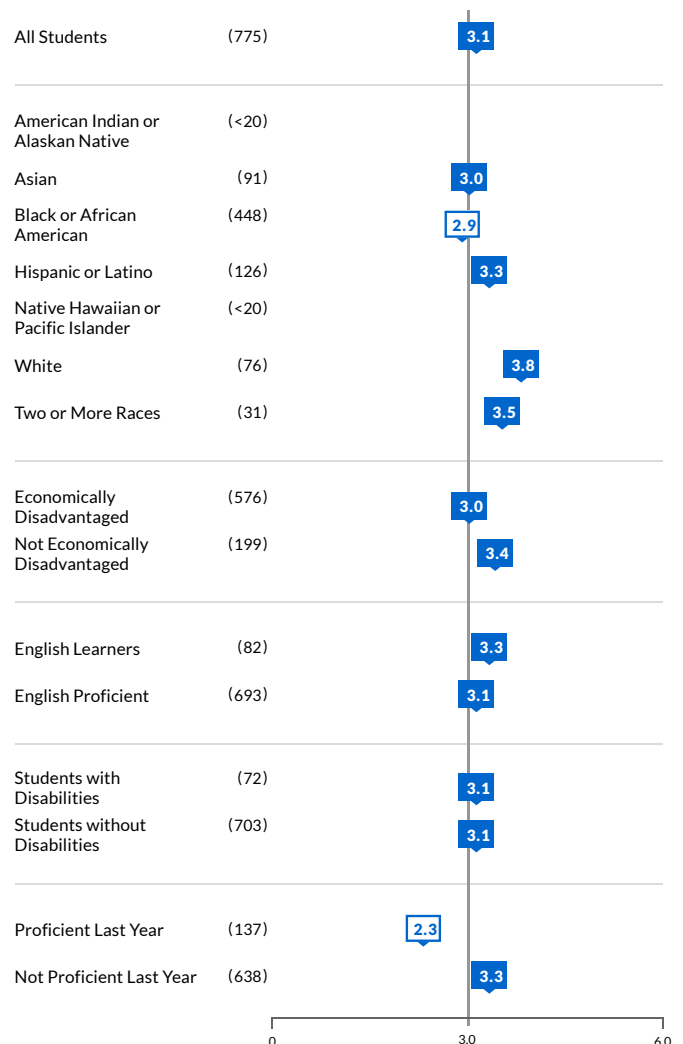 All Students (775) 3.1
American Indian or (<20)
Alaskan Native
Asian (91) 3.0
Black or African (448) 2.9
American
Hispanic or Latino (126) 3.3
Native Hawaiian or (<20)
Pacific Islander
White (76) 3.8
Two or More Races (31) 3.5
Economically (576) 3.0
Disadvantaged
Not Economically (199) 3.4
Disadvantaged
English Learners (82) 3.3
English Proficient (693) 3.1
Students with (72) 3.1
Disabilities
Students without (703) 3.1
Disabilities
Proficient Last Year (137) 2.3
Not Proficient Last Year (638) 3.3
0 3.0 6.0